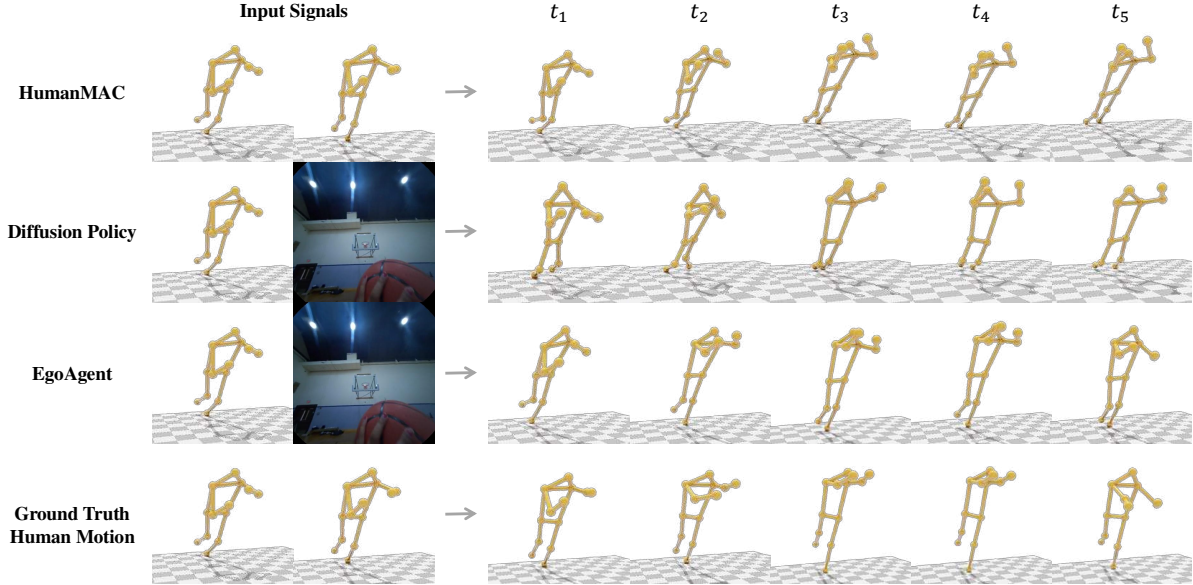 Input Signals
t₁
t₂
t₃
t₄
t₅
HumanMAC
Diffusion Policy
EgoAgent
Ground Truth
Human Motion